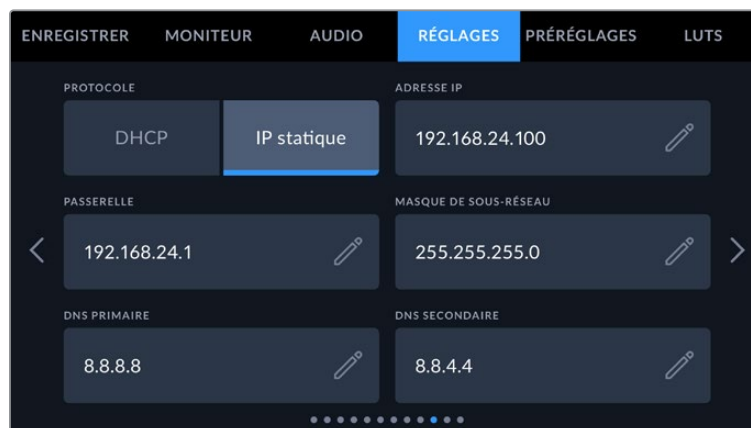 ENREGISTRER MONITEUR AUDIO RÉGLAGES PRÉRÉGLAGES LUTS
PROTOCOLE ADRESSE IP
DHCP IP statique 192.168.24.100
PASSERELLE MASQUE DE SOUS-RÉSEAU
192.168.24.1 255.255.255.0
DNS PRIMAIRE DNS SECONDAIRE
8.8.8.8 8.8.4.4